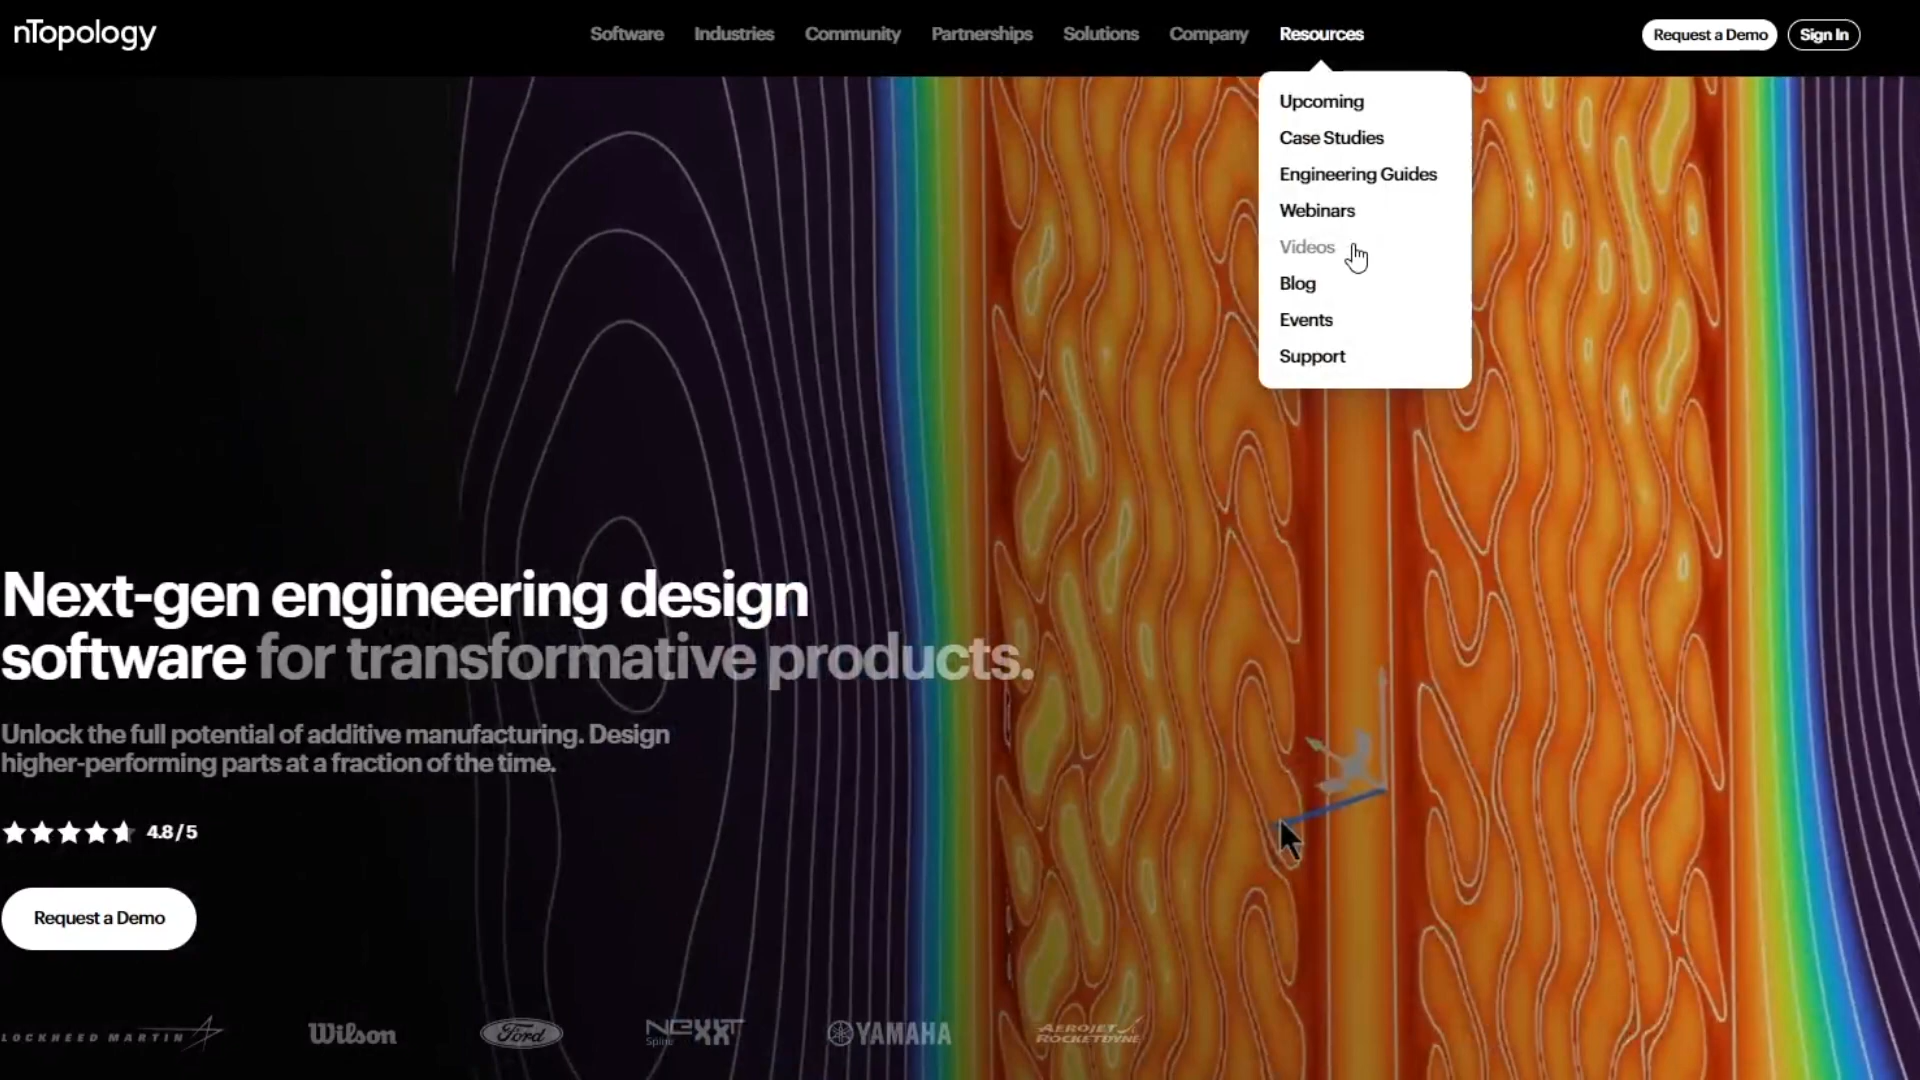 nTopology
Software Industries Community Partnerships Solutions Company Resources
Request a Demo Sign In
Upcoming
Case Studies
Engineering Guides
Webinars
Videos
Blog
Events
Support
Next-gen engineering design
software for transformative products.
Unlock the full potential of additive manufacturing. Design
higher-performing parts at a fraction of the time.
4.8 / 5
Request a Demo
LOCKHEED MARTIN Wilson Ford NEXXT Spine YAMAHA AEROJET ROCKETDYNE